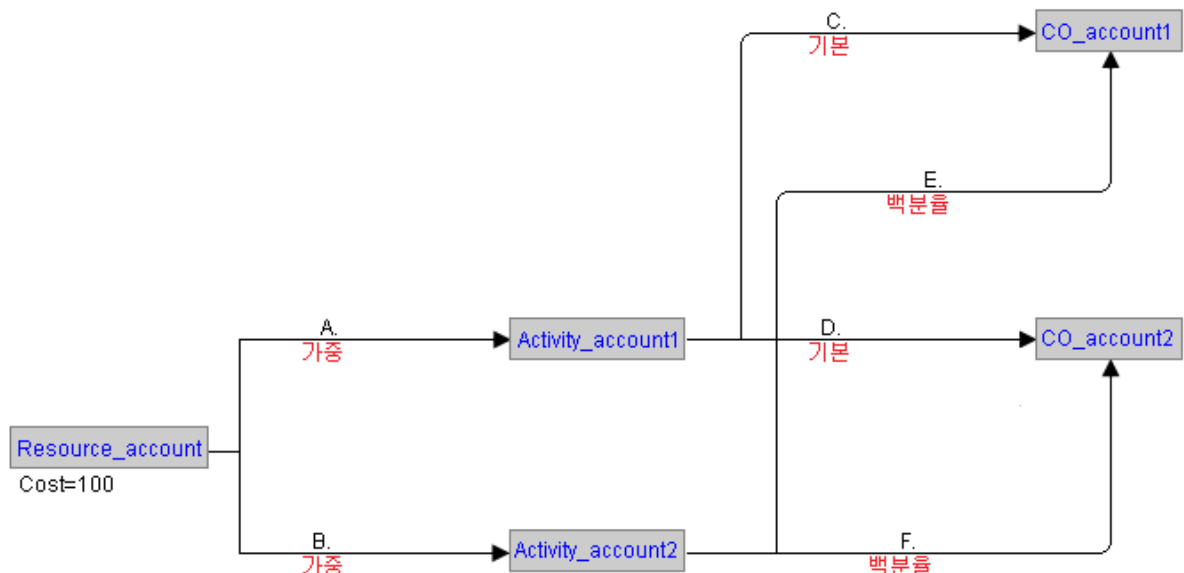 C.
기본
CO_account1
E.
백분율
A.
가중
Activity_account1
D.
기본
CO_account2
Resource_account
Cost=100
B.
가중
Activity_account2
F.
백분율